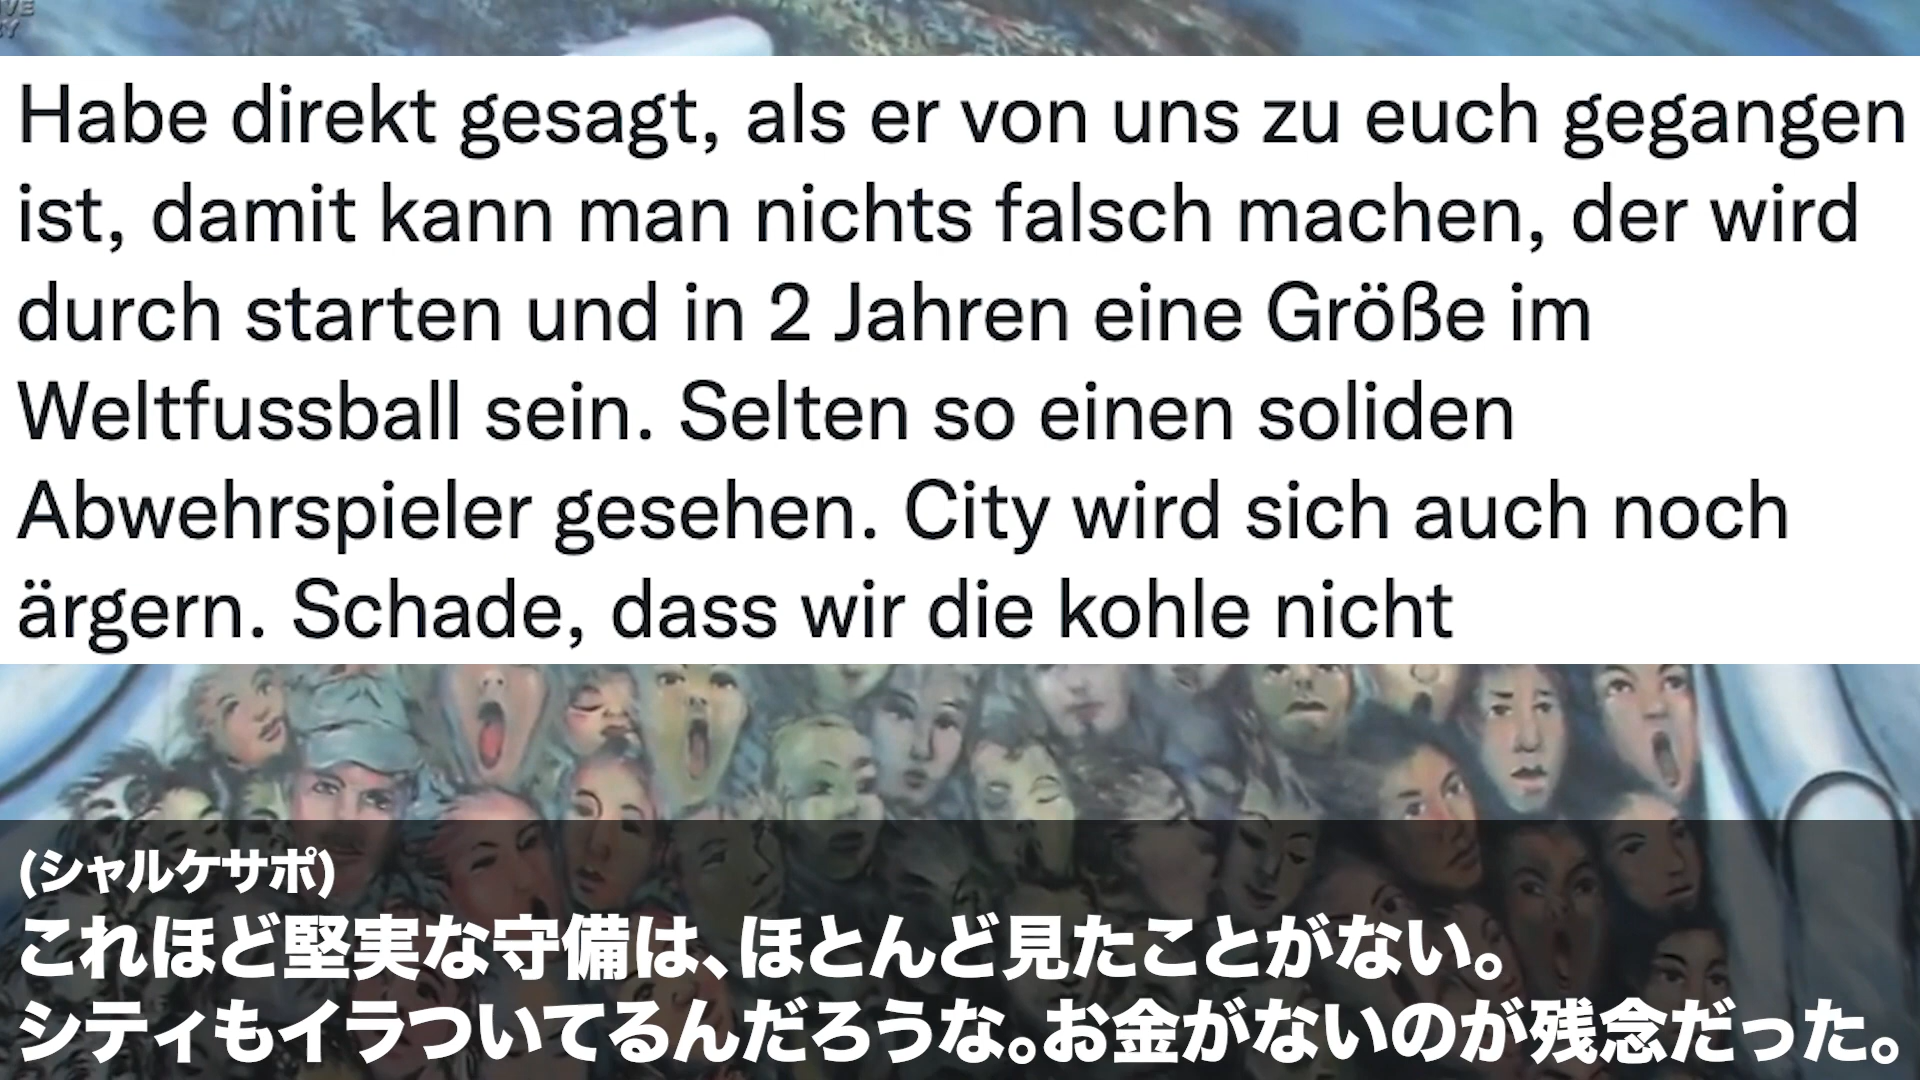 Habe direkt gesagt, als er von uns zu euch gegangen
ist, damit kann man nichts falsch machen, der wird
durch starten und in 2 Jahren eine Größe im
Weltfussball sein. Selten so einen soliden
Abwehrspieler gesehen. City wird sich auch noch
ärgern. Schade, dass wir die kohle nicht
(シャルケサポ)
これほど堅実な守備は、ほとんど見たことがない。
シティもイラついてるんだろうな。お金がないのが残念だった。